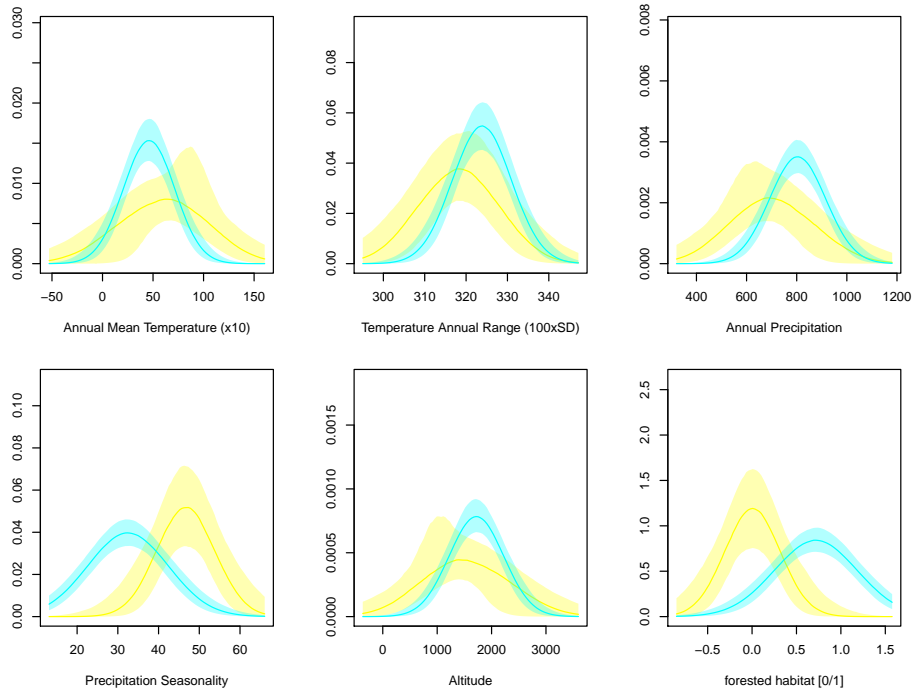 0.000 0.010 0.020 0.030
−50 0 50 100 150
Annual Mean Temperature (x10)
0.00 0.02 0.04 0.06 0.08
300 310 320 330 340
Temperature Annual Range (100xSD)
0.000 0.002 0.004 0.006 0.008
400 600 800 1000 1200
Annual Precipitation
0.00 0.02 0.04 0.06 0.08 0.10
20 30 40 50 60
Precipitation Seasonality
0.0000 0.0005 0.0010 0.0015
0 1000 2000 3000
Altitude
0.0 0.5 1.0 1.5 2.0 2.5
−0.5 0.0 0.5 1.0 1.5
forested habitat [0/1]